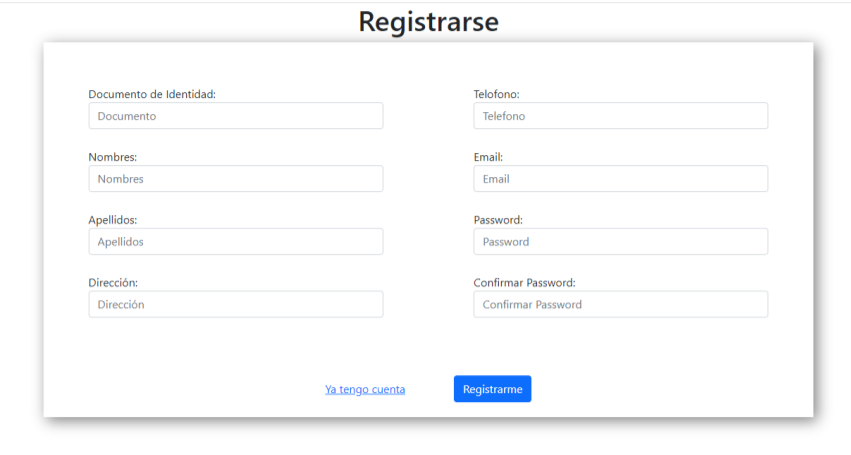 Registrarse
Documento de Identidad:
Documento
Nombres:
Nombres
Apellidos:
Apellidos
Dirección:
Dirección
Telofono:
Telefono
Email:
Email
Password:
Password
Confirmar Password:
Confirmar Password
Ya tengo cuenta
Registrarme